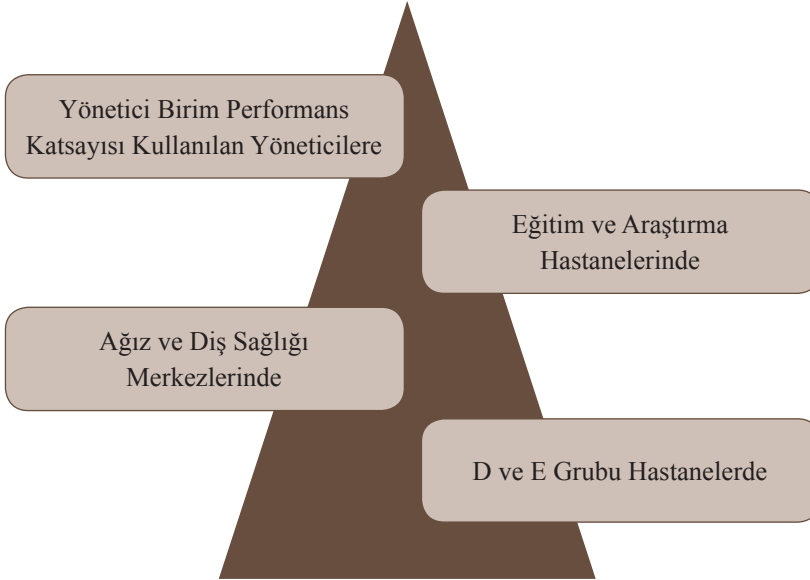 Yönetici Birim Performans
Katsayısı Kullanılan Yöneticilere
Eğitim ve Araştırma
Hastanelerinde
Ağız ve Diş Sağlığı
Merkezlerinde
D ve E Grubu Hastanelerde